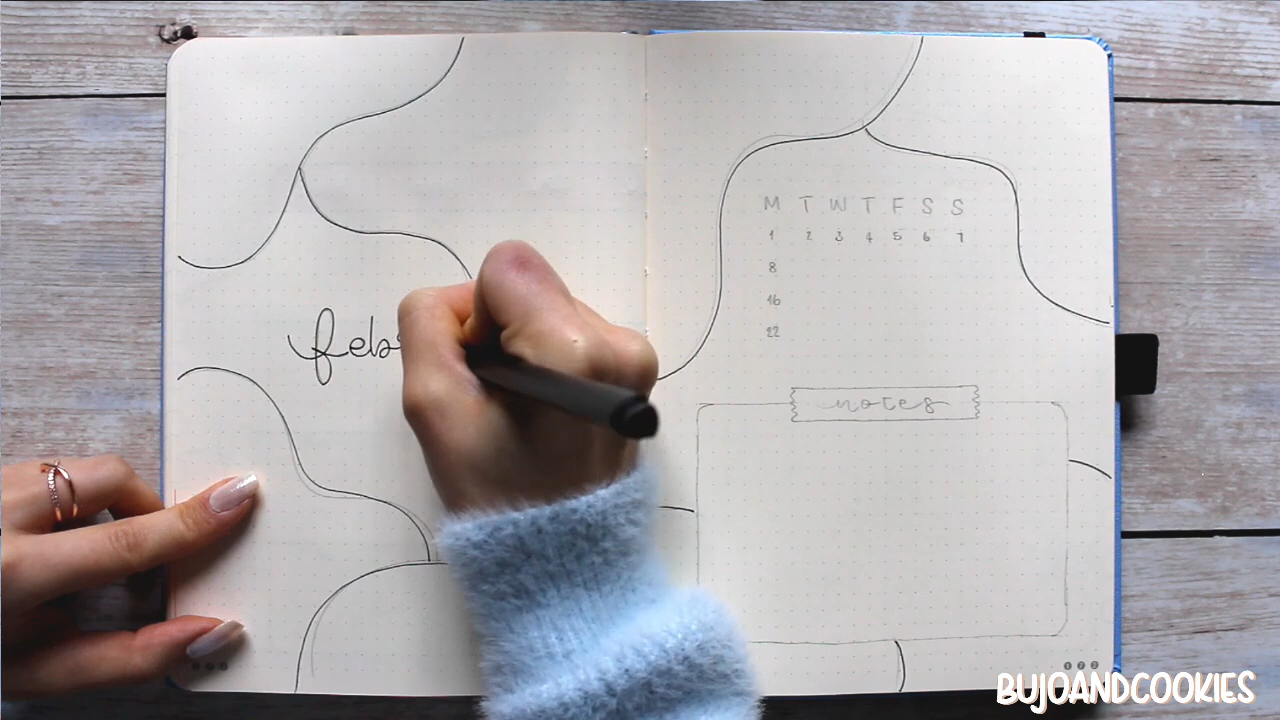 feb
M T W T F S S
1 2 3 4 5 6 7
8
16
22
notes
BUJOANDCOOKIES